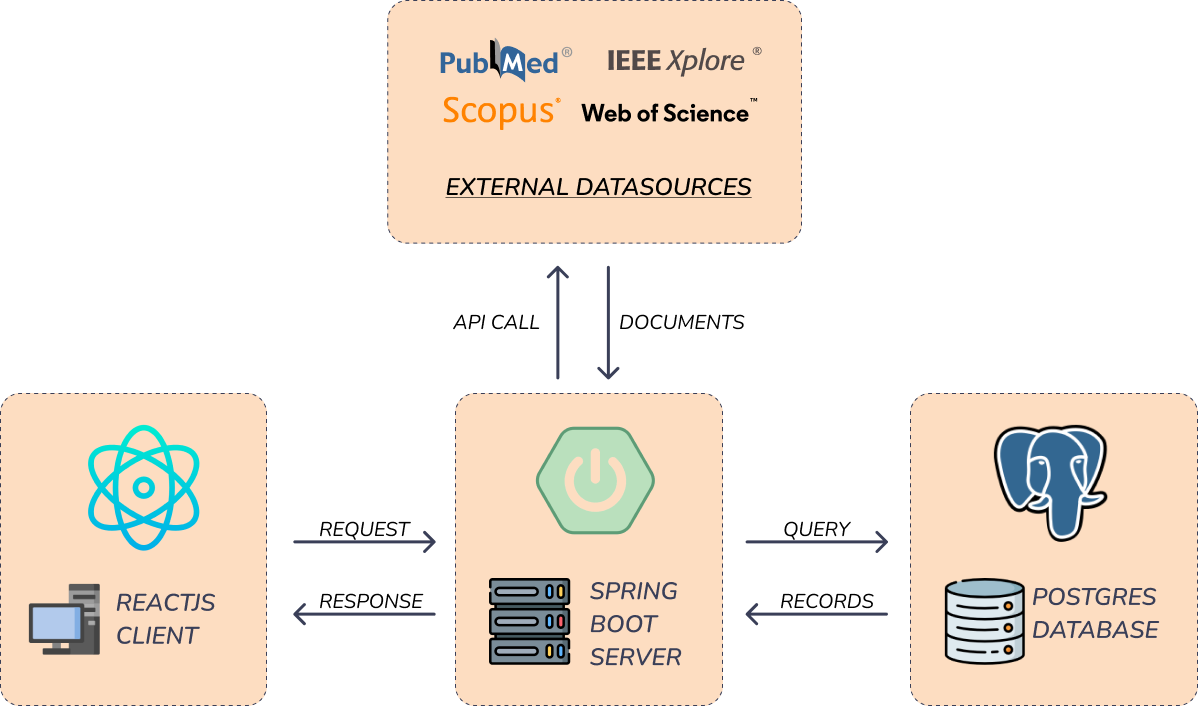 PubMed®
IEEE Xplore ®
Scopus®
Web of Science™
EXTERNAL DATASOURCES
API CALL
DOCUMENTS
REQUEST
RESPONSE
QUERY
RECORDS
REACTJS
CLIENT
SPRING
BOOT
SERVER
POSTGRES
DATABASE